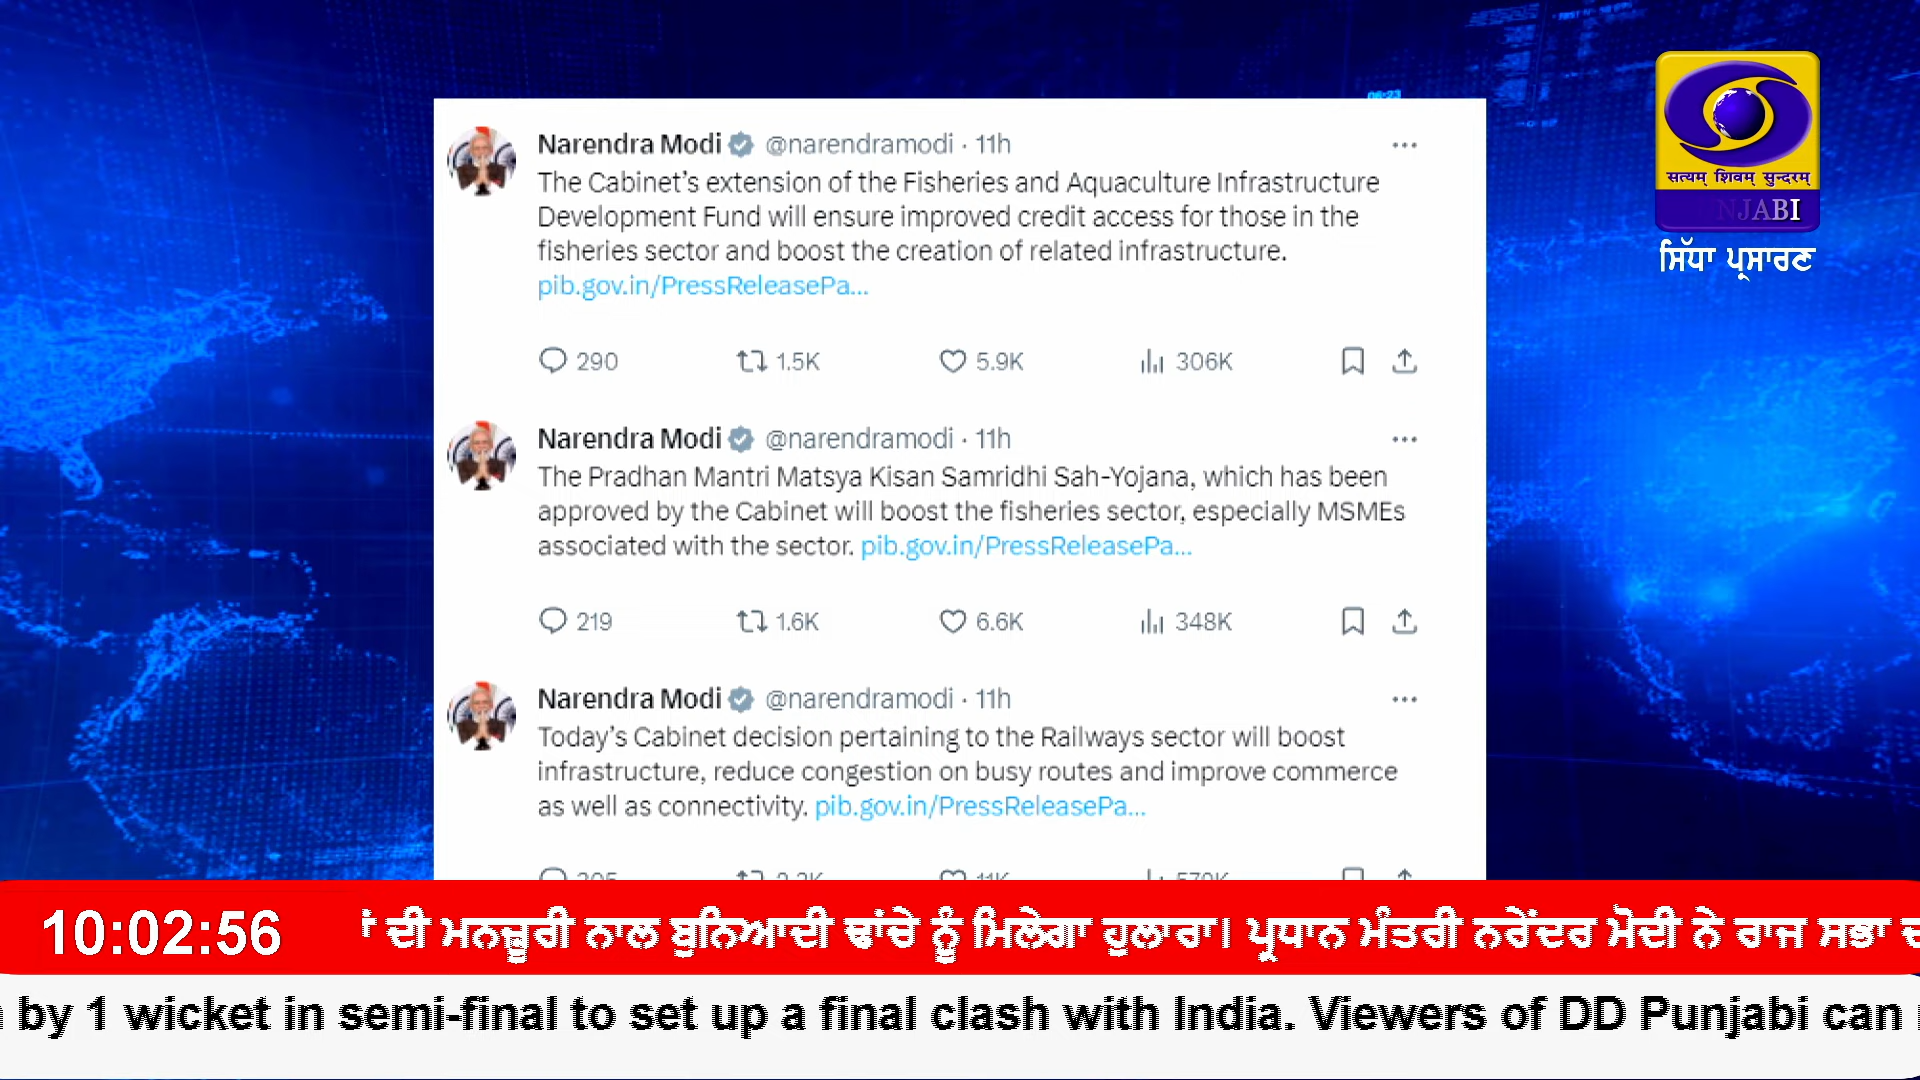 Narendra Modi @narendramodi · 11h
The Cabinet's extension of the Fisheries and Aquaculture Infrastructure
Development Fund will ensure improved credit access for those in the
fisheries sector and boost the creation of related infrastructure.
pib.gov.in/PressReleasePa...
290 1.5K 5.9K 306K
Narendra Modi @narendramodi · 11h
The Pradhan Mantri Matsya Kisan Samridhi Sah-Yojana, which has been
approved by the Cabinet will boost the fisheries sector, especially MSMEs
associated with the sector. pib.gov.in/PressReleasePa...
219 1.6K 6.6K 348K
Narendra Modi @narendramodi · 11h
Today's Cabinet decision pertaining to the Railways sector will boost
infrastructure, reduce congestion on busy routes and improve commerce
as well as connectivity. pib.gov.in/PressReleasePa...
सत्यम् शिवम् सुन्दरम्
NJABI
ਸਿੱਧਾ ਪ੍ਰਸਾਰਣ
10:02:56
ਦੀ ਮਨਜ਼ੂਰੀ ਨਾਲ ਬੁਨਿਆਦੀ ਢਾਂਚੇ ਨੂੰ ਮਿਲੇਗਾ ਹੁਲਾਰਾ। ਪ੍ਰਧਾਨ ਮੰਤਰੀ ਨਰੇਂਦਰ ਮੋਦੀ ਨੇ ਰਾਜ ਸਭਾ
by 1 wicket in semi-final to set up a final clash with India. Viewers of DD Punjabi can